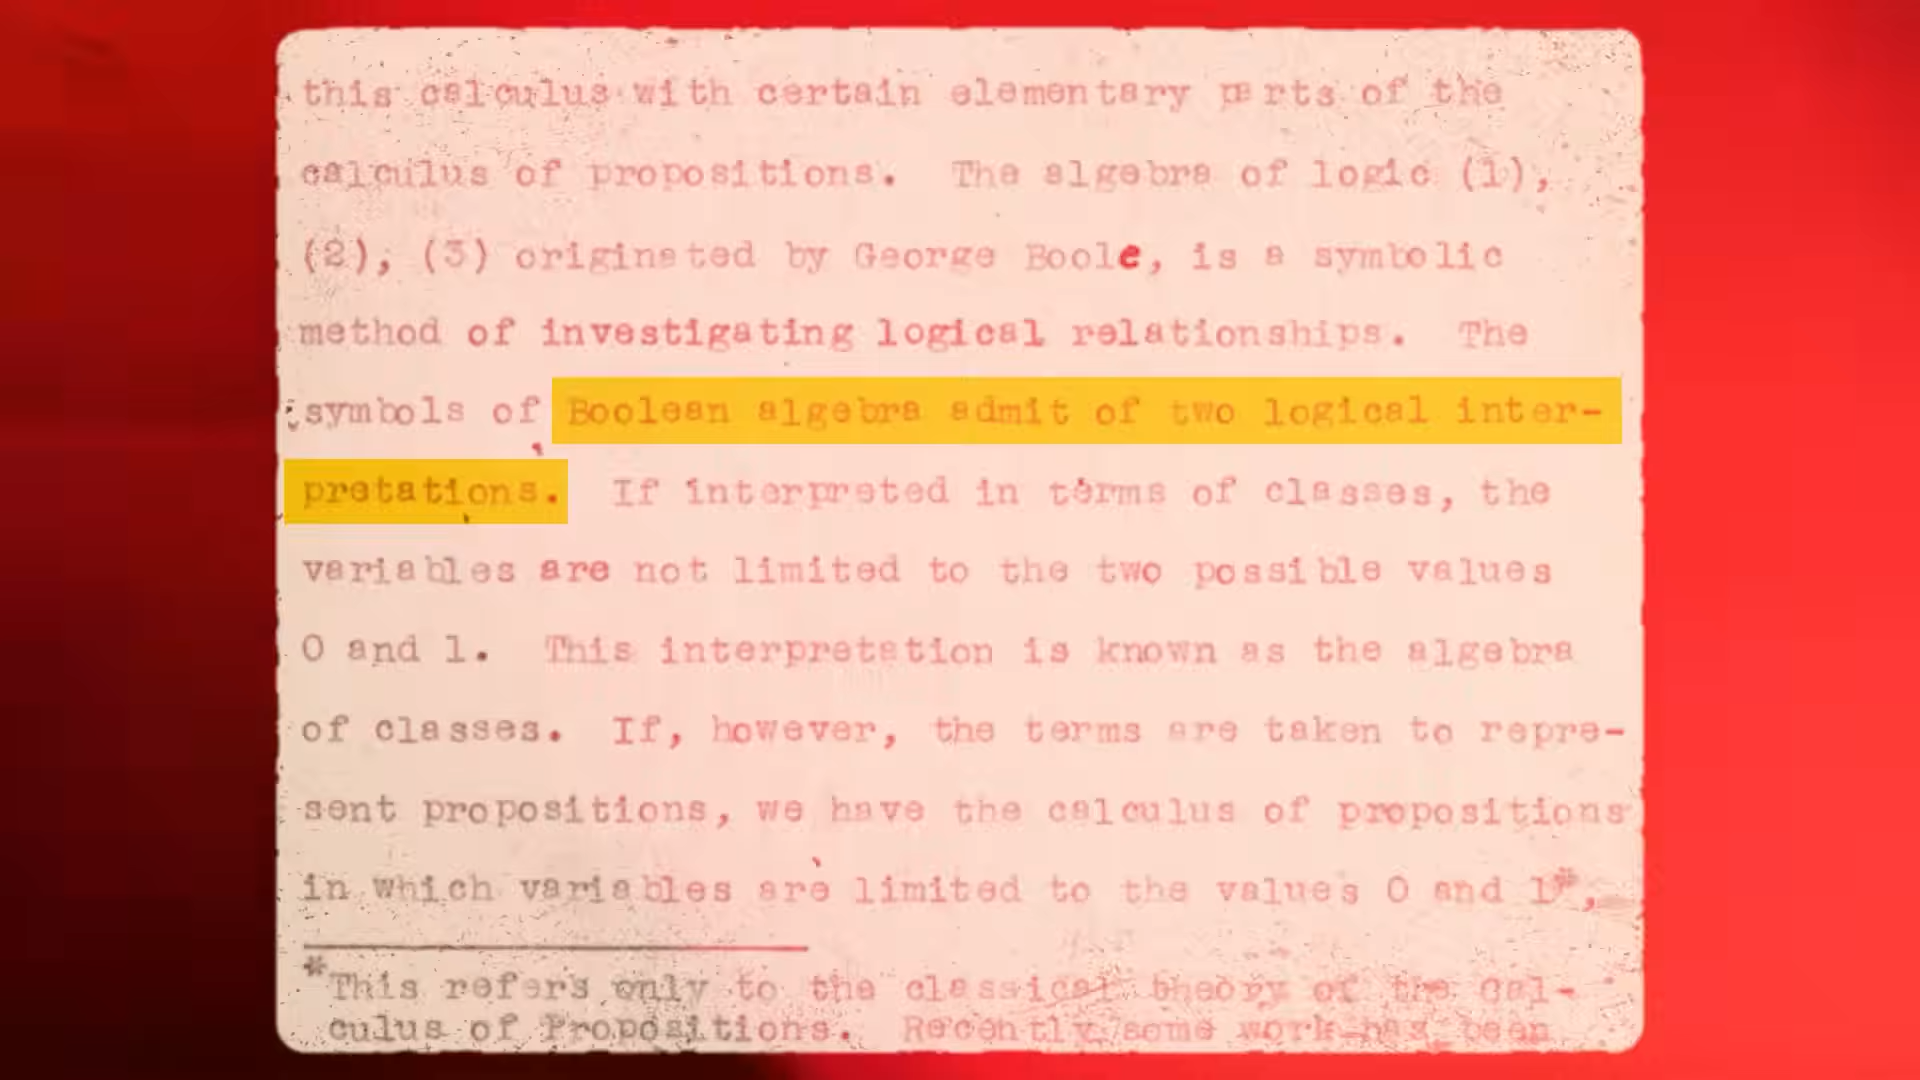 this calculus with certain elementary parts of the
calculus of propositions. The algebra of logic (1),
(2), (3) originated by George Boole, is a symbolic
method of investigating logical relationships. The
symbols of Boolean algebra admit of two logical inter-
pretations. If interpreted in terms of classes, the
variables are not limited to the two possible values
0 and 1. This interpretation is known as the algebra
of classes. If, however, the terms are taken to repre-
sent propositions, we have the calculus of propositions
in which variables are limited to the values 0 and 1*,
*This refers only to the classical theory of the Cal-
culus of Propositions. Recently some work has been